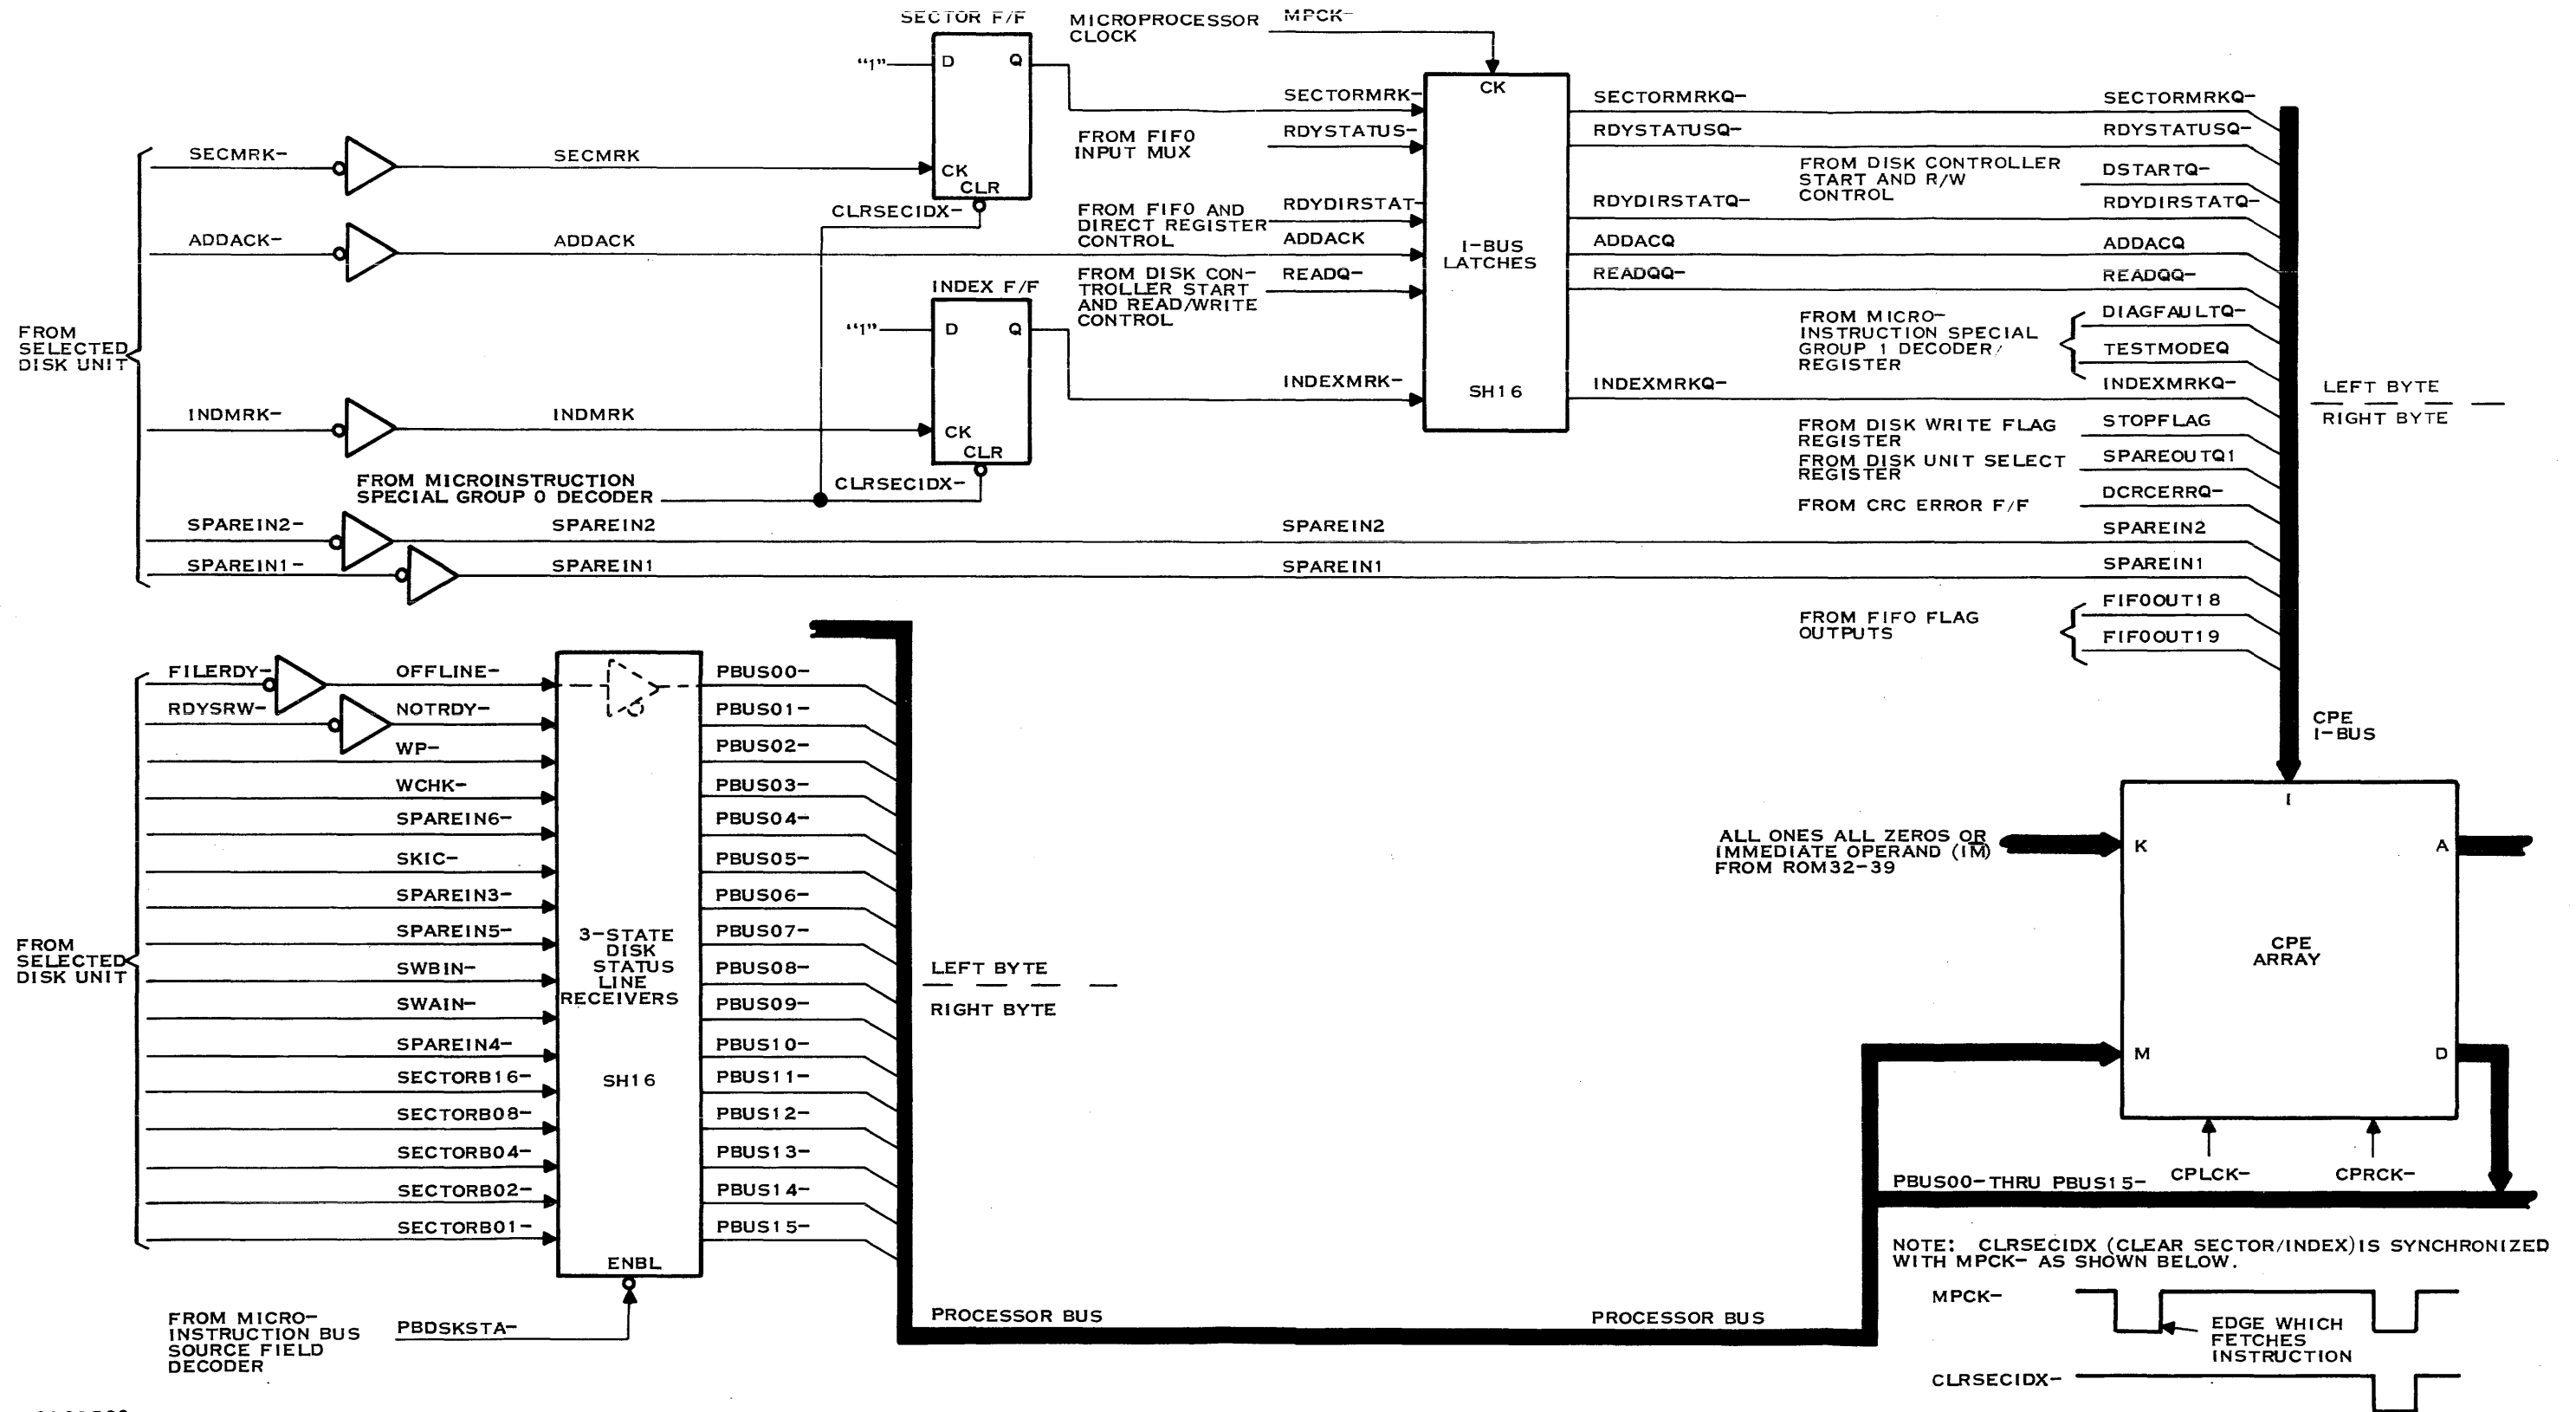 SECTOR F/F
MICROPROCESSOR
CLOCK
MPCK-
"1"
D
Q
CK
CLR
CK
SECTORMRK-
SECTORMRKQ-
SECTORMRKQ-
FROM FIFO
INPUT MUX
RDYSTATUS-
RDYSTATUSQ-
RDYSTATUSQ-
SECMRK-
SECMRK
FROM DISK CONTROLLER
START AND R/W
CONTROL
DSTARTQ-
CLRSECIDX-
FROM FIFO AND
DIRECT REGISTER
CONTROL
RDYDIRSTAT-
RDYDIRSTATQ-
RDYDIRSTATQ-
ADDACK-
ADDACK
ADDACK
I-BUS
LATCHES
ADDACQ
ADDACQ
FROM DISK CON-
TROLLER START
AND READ/WRITE
CONTROL
READQ-
READQQ-
READQQ-
INDEX F/F
"1"
D
Q
CK
CLR
FROM MICRO-
INSTRUCTION SPECIAL
GROUP 1 DECODER/
REGISTER
DIAGFAULTQ-
TESTMODEQ
FROM
SELECTED
DISK UNIT
INDEXMRK-
SH16
INDEXMRKQ-
INDEXMRKQ-
LEFT BYTE
RIGHT BYTE
INDMRK-
INDMRK
FROM DISK WRITE FLAG
REGISTER
STOPFLAG
FROM DISK UNIT SELECT
REGISTER
SPAREOUTQ1
FROM MICROINSTRUCTION
SPECIAL GROUP 0 DECODER
CLRSECIDX-
FROM CRC ERROR F/F
DCRCERRQ-
SPAREIN2-
SPAREIN2
SPAREIN2
SPAREIN2
SPAREIN1-
SPAREIN1
SPAREIN1
SPAREIN1
FROM FIFO FLAG
OUTPUTS
FIFOOUT18
FIFOOUT19
FILERDY-
OFFLINE-
PBUS00-
RDYSRW-
NOTRDY-
PBUS01-
WP-
PBUS02-
WCHK-
PBUS03-
SPAREIN6-
PBUS04-
SKIC-
PBUS05-
SPAREIN3-
PBUS06-
SPAREIN5-
PBUS07-
SWBIN-
PBUS08-
SWAIN-
PBUS09-
SPAREIN4-
PBUS10-
SECTORB16-
PBUS11-
SECTORB08-
PBUS12-
SECTORB04-
PBUS13-
SECTORB02-
PBUS14-
SECTORB01-
PBUS15-
FROM
SELECTED
DISK UNIT
3-STATE
DISK
STATUS
LINE
RECEIVERS
SH16
ENBL
LEFT BYTE
RIGHT BYTE
FROM MICRO-
INSTRUCTION BUS
SOURCE FIELD
DECODER
PBDSKSTA-
PROCESSOR BUS
PROCESSOR BUS
CPE
I-BUS
ALL ONES ALL ZEROS OR
IMMEDIATE OPERAND (IM)
FROM ROM32-39
I
K
A
CPE
ARRAY
M
D
CPLCK-
CPRCK-
PBUS00-THRU PBUS15-
NOTE: CLRSECIDX (CLEAR SECTOR/INDEX) IS SYNCHRONIZED
WITH MPCK- AS SHOWN BELOW.
MPCK-
EDGE WHICH
FETCHES
INSTRUCTION
CLRSECIDX-